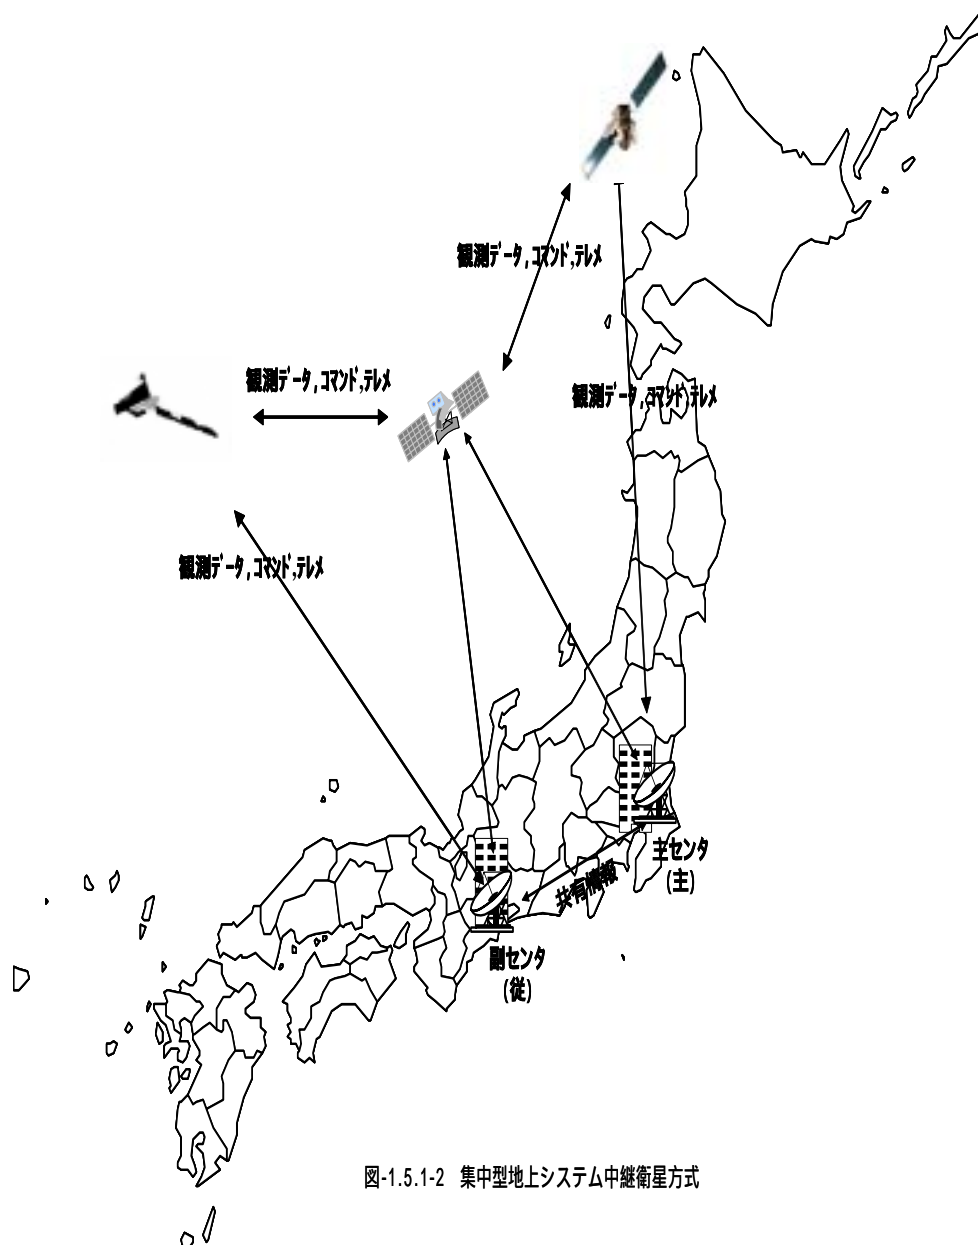 観測データ,コマンド,テレメ
観測データ,コマンド,テレメ
観測データ,コマンド,テレメ
観測データ,コマンド,テレメ
主センタ
(主)
共有情報
副センタ
(従)
図-1.5.1-2 集中型地上システム中継衛星方式